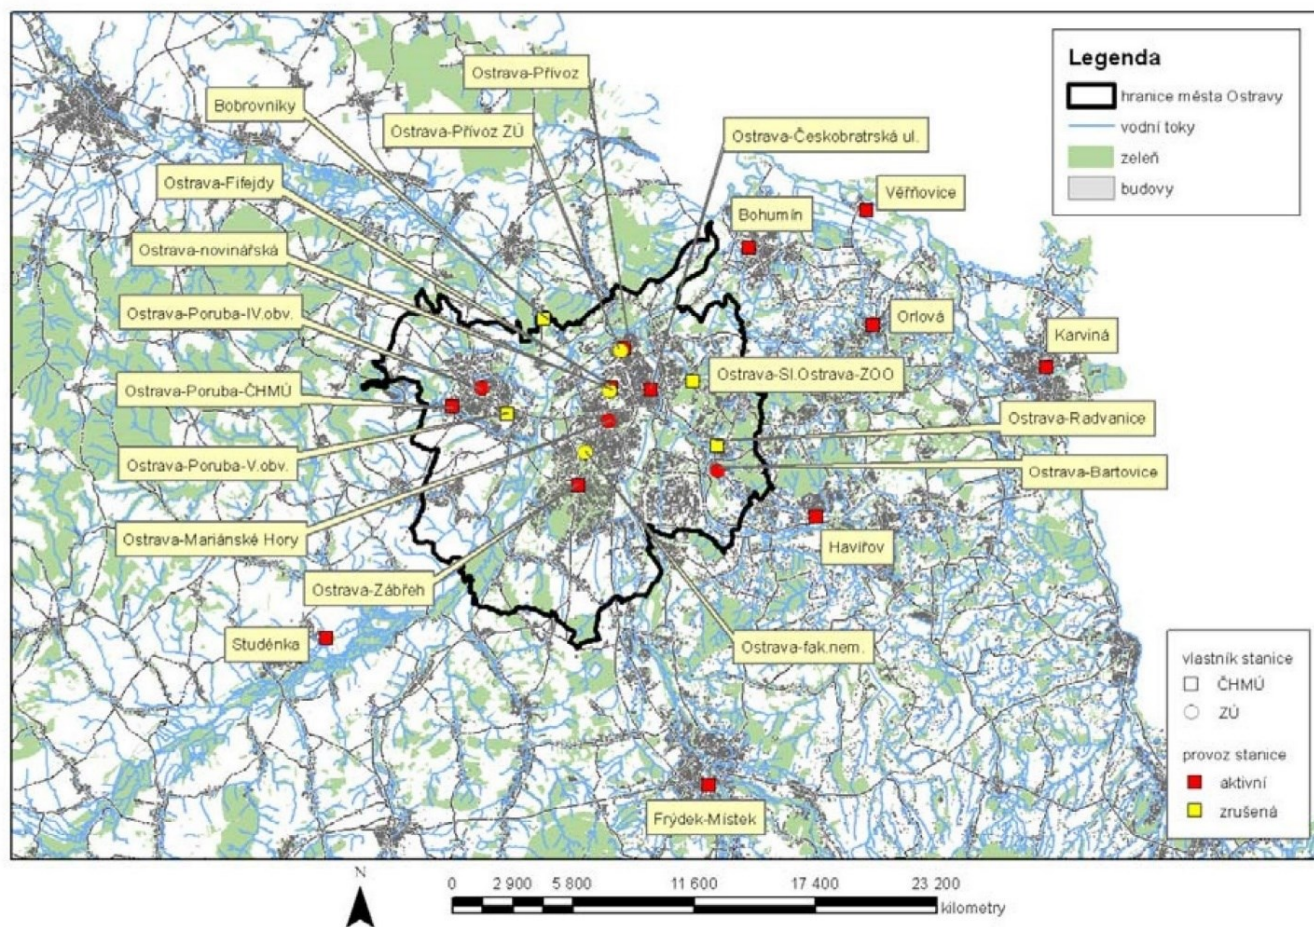 Ostrava-Přívoz
Bobrovníky
Ostrava-Přívoz ZÚ
Ostrava-Českobratrská ul.
Ostrava-Fifejdy
Věřňovice
Bohumín
Ostrava-novinářská
Ostrava-Poruba-IV.obv.
Orlová
Karviná
Ostrava-Sl.Ostrava-ZOO
Ostrava-Poruba-ČHMÚ
Ostrava-Radvanice
Ostrava-Poruba-V.obv.
Ostrava-Bartovice
Ostrava-Mariánské Hory
Havířov
Ostrava-Zábřeh
Studénka
Ostrava-fak.nem.
Frýdek-Místek
Legenda
hranice města Ostravy
vodní toky
zeleň
budovy
vlastník stanice
ČHMÚ
ZÚ
provoz stanice
aktivní
zrušená
N
0 2 900 5 800 11 600 17 400 23 200
kilometry